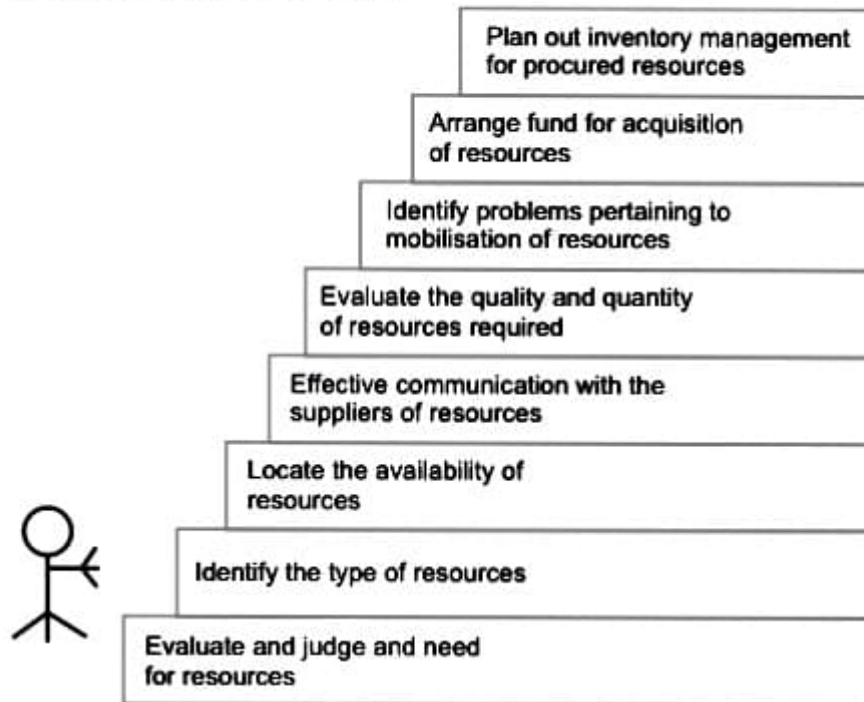 Plan out inventory management
for procured resources
Arrange fund for acquisition
of resources
Identify problems pertaining to
mobilisation of resources
Evaluate the quality and quantity
of resources required
Effective communication with the
suppliers of resources
Locate the availability of
resources
Identify the type of resources
Evaluate and judge and need
for resources